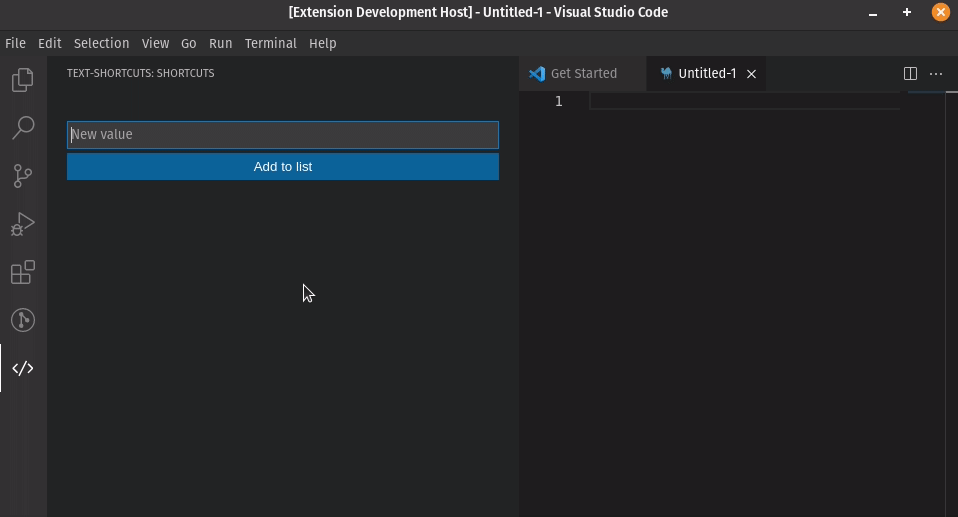 [Extension Development Host] - Untitled-1 - Visual Studio Code
File Edit Selection View Go Run Terminal Help
TEXT-SHORTCUTS: SHORTCUTS
Get Started
Untitled-1
1
New value
Add to list